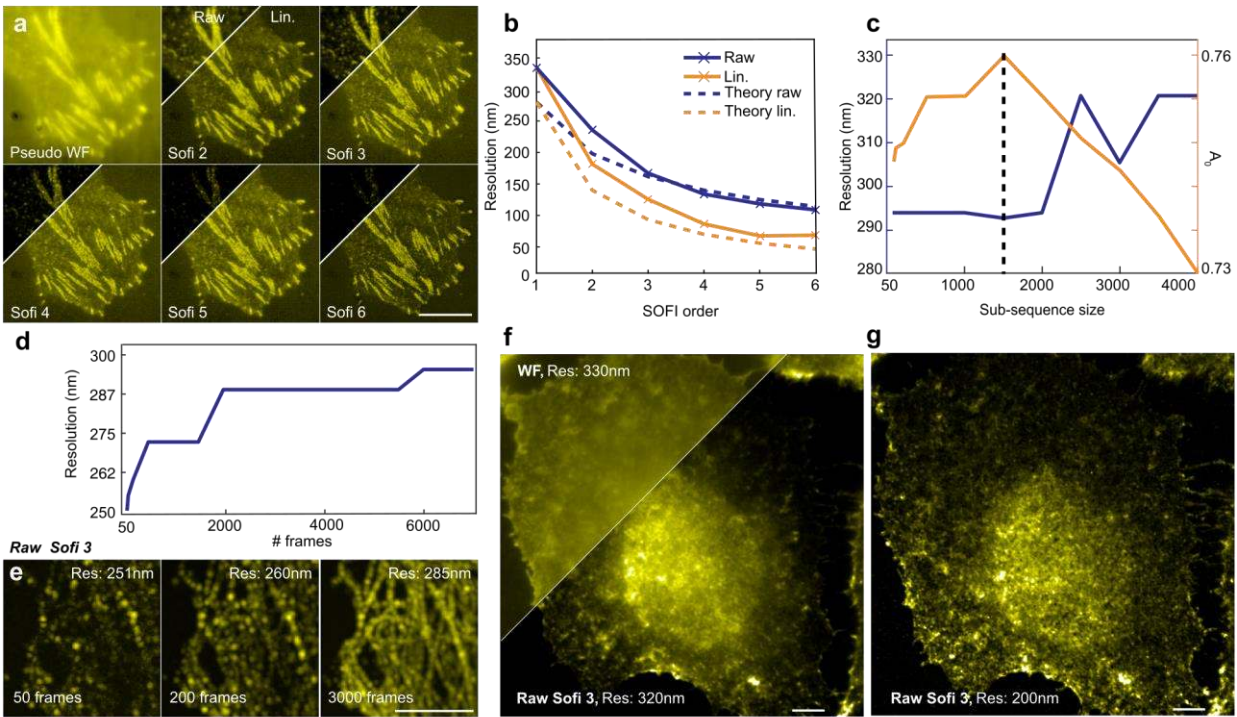 a
Raw Lin.
Pseudo WF
Sofi 2
Sofi 3
Sofi 4
Sofi 5
Sofi 6
b
350
300
250
200
150
100
50
0
Resolution (nm)
Raw
Lin.
Theory raw
Theory lin.
1 2 3 4 5 6
SOFI order
c
330
320
310
300
290
280
Resolution (nm)
0.76
A₀
0.73
50 1000 2000 3000 4000
Sub-sequence size
d
300
287
275
262
250
Resolution (nm)
50 2000 4000 6000
# frames
Raw Sofi 3
e
Res: 251nm
50 frames
Res: 260nm
200 frames
Res: 285nm
3000 frames
f
WF, Res: 330nm
Raw Sofi 3, Res: 320nm
g
Raw Sofi 3, Res: 200nm